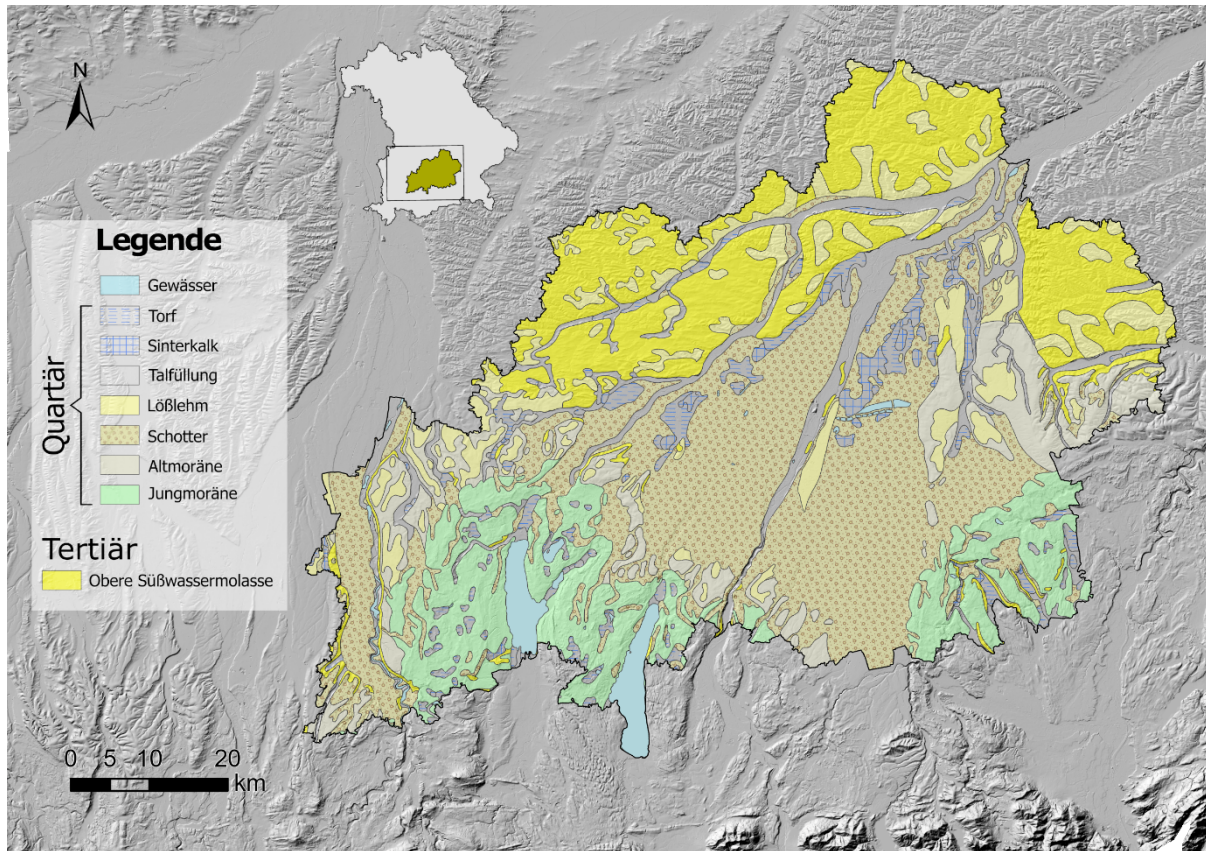 N
Legende
Gewässer
Quartär
Torf
Sinterkalk
Talfüllung
Lößlehm
Schotter
Altmoräne
Jungmoräne
Tertiär
Obere Süßwassermolasse
0 5 10 20
km